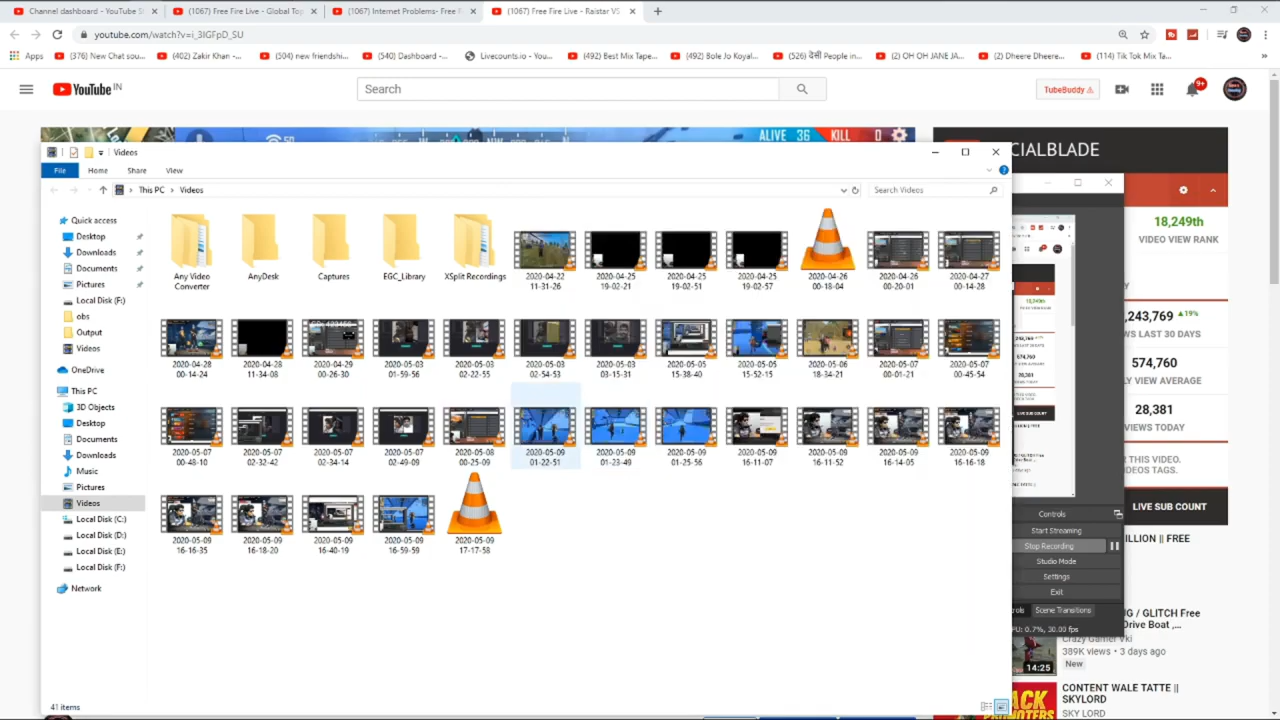 Channel dashboard - YouTube St
(1067) Free Fire Live - Global Top
(1067) Internet Problems- Free F
(1067) Free Fire Live - Raistar VS
youtube.com/watch?v=i_3IGFpD_SU
Apps
(376) New Chat sou...
(402) Zakir Khan -...
(504) new friendshi...
(540) Dashboard -...
Livecounts.io - You...
(492) Best Mix Tape...
(492) Bole Jo Koyal...
(526) देसी People in...
(2) OH OH JANE JA...
(2) Dheere Dheere...
(114) Tik Tok Mix Ta...
YouTube IN
Search
TubeBuddy
9+
ALIVE 36 KILL 0
CIALBLADE
Videos
File Home Share View
This PC > Videos
Search Videos
18,249th
VIDEO VIEW RANK
,243,769 19%
WS LAST 30 DAYS
574,760
LY VIEW AVERAGE
28,381
VIEWS TODAY
THIS VIDEO.
IDEOS TAGS.
LIVE SUB COUNT
Quick access
Desktop
Downloads
Documents
Pictures
Local Disk (F:)
obs
Output
Videos
OneDrive
This PC
3D Objects
Desktop
Documents
Downloads
Music
Pictures
Videos
Local Disk (C:)
Local Disk (D:)
Local Disk (E:)
Local Disk (F:)
Network
Any Video Converter
AnyDesk
Captures
EGC_Library
XSplit Recordings
2020-04-22 11-31-26
2020-04-25 19-02-21
2020-04-25 19-02-51
2020-04-25 19-02-57
2020-04-26 00-18-04
2020-04-26 00-20-01
2020-04-27 00-14-28
2020-04-28 00-14-24
2020-04-28 11-34-08
2020-04-29 00-26-30
2020-05-03 01-59-56
2020-05-03 02-22-55
2020-05-03 02-54-53
2020-05-03 03-15-31
2020-05-05 15-38-40
2020-05-05 15-52-15
2020-05-06 18-34-21
2020-05-07 00-01-21
2020-05-07 00-45-54
2020-05-07 00-48-10
2020-05-07 02-32-42
2020-05-07 02-34-14
2020-05-07 02-49-09
2020-05-08 00-25-09
2020-05-09 01-22-51
2020-05-09 01-23-49
2020-05-09 01-25-56
2020-05-09 16-11-07
2020-05-09 16-11-52
2020-05-09 16-14-05
2020-05-09 16-16-18
2020-05-09 16-16-35
2020-05-09 16-18-20
2020-05-09 16-40-19
2020-05-09 16-59-59
2020-05-09 17-17-58
41 items
Controls
Start Streaming
Stop Recording
Studio Mode
Settings
Exit
rols Scene Transitions
PU: 0.7%, 30.00 fps
ILLION || FREE
NG / GLITCH Free
Drive Boat ,...
Crazy Gamer Vki
389K views • 3 days ago
New
14:25
CONTENT WALE TATTE ||
SKYLORD
SKY LORD